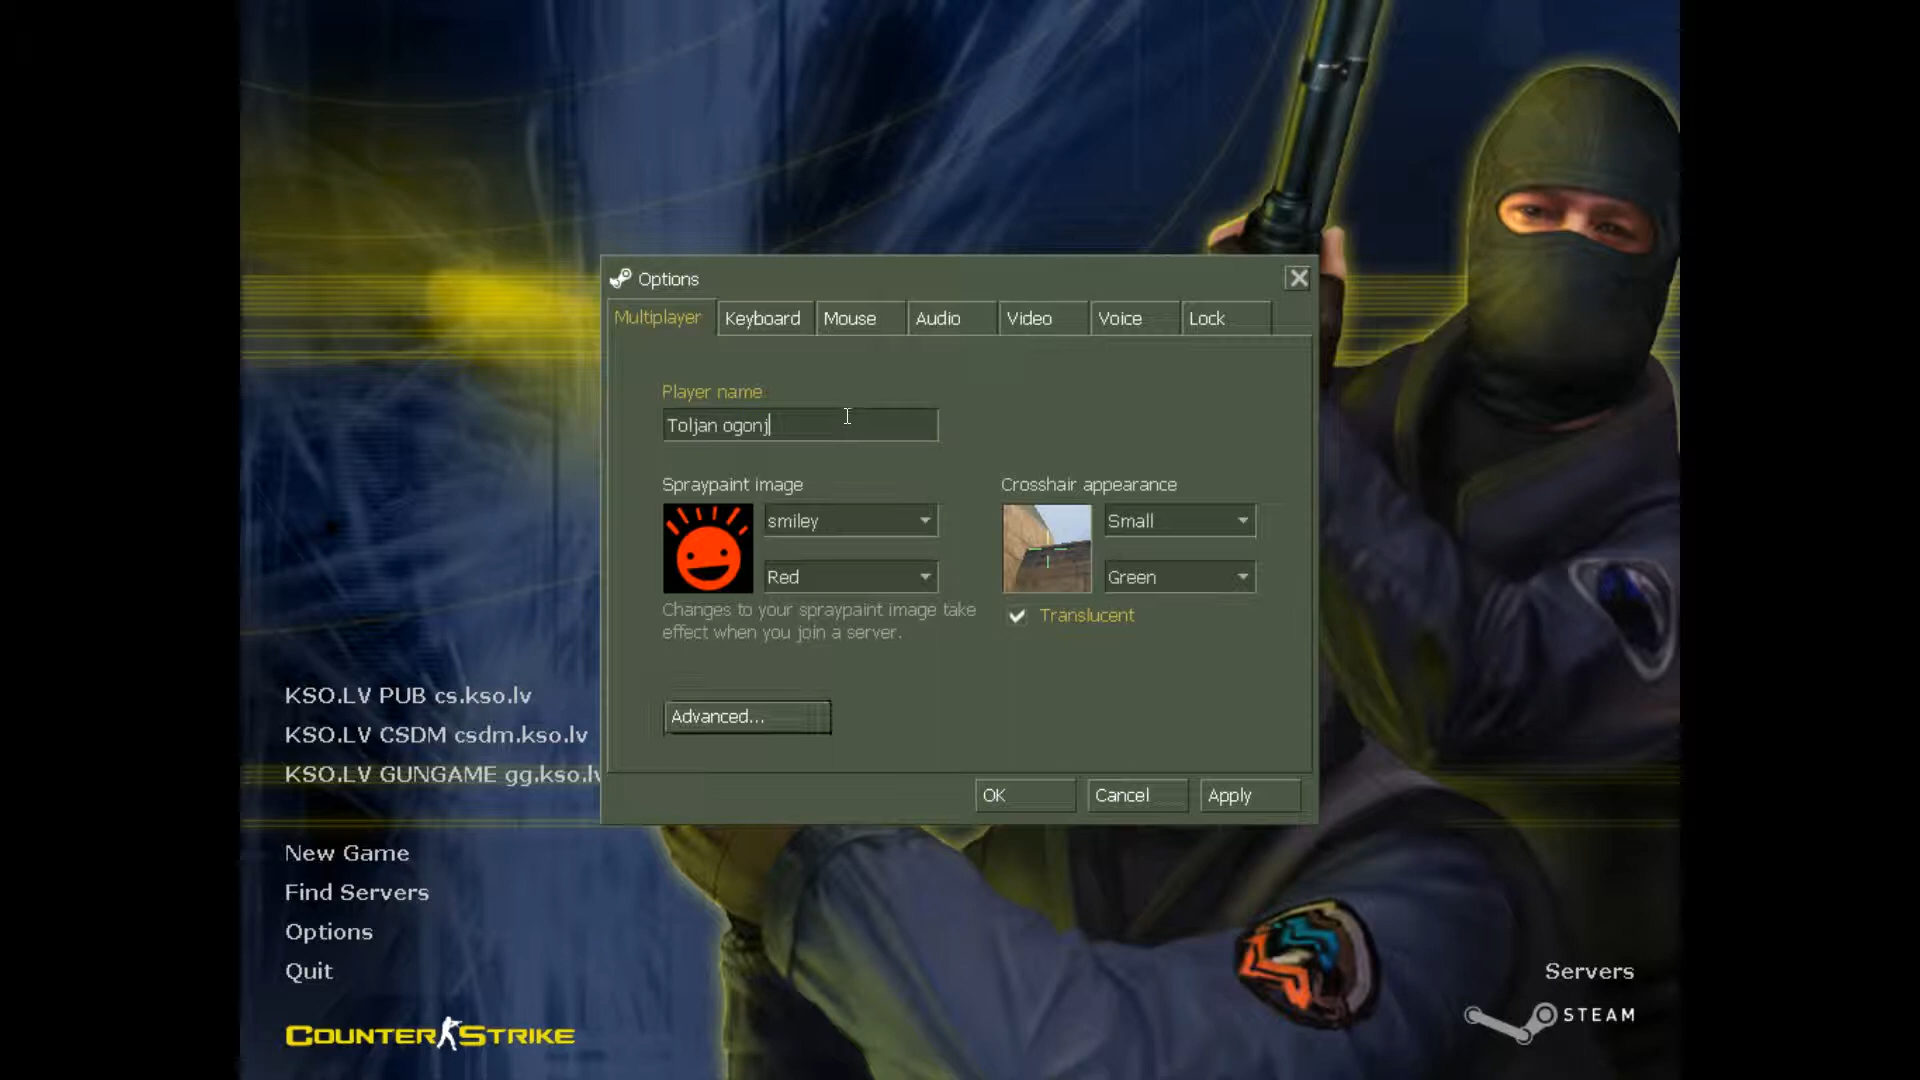 Options
Multiplayer
Keyboard
Mouse
Audio
Video
Voice
Lock
Player name
Toljan ogonj
Spraypaint image
smiley
Red
Changes to your spraypaint image take
effect when you join a server.
Crosshair appearance
Small
Green
Translucent
Advanced...
OK
Cancel
Apply
KSO.LV PUB cs.kso.lv
KSO.LV CSDM csdm.kso.lv
KSO.LV GUNGAME gg.kso.lv
New Game
Find Servers
Options
Quit
COUNTER STRIKE
Servers
STEAM